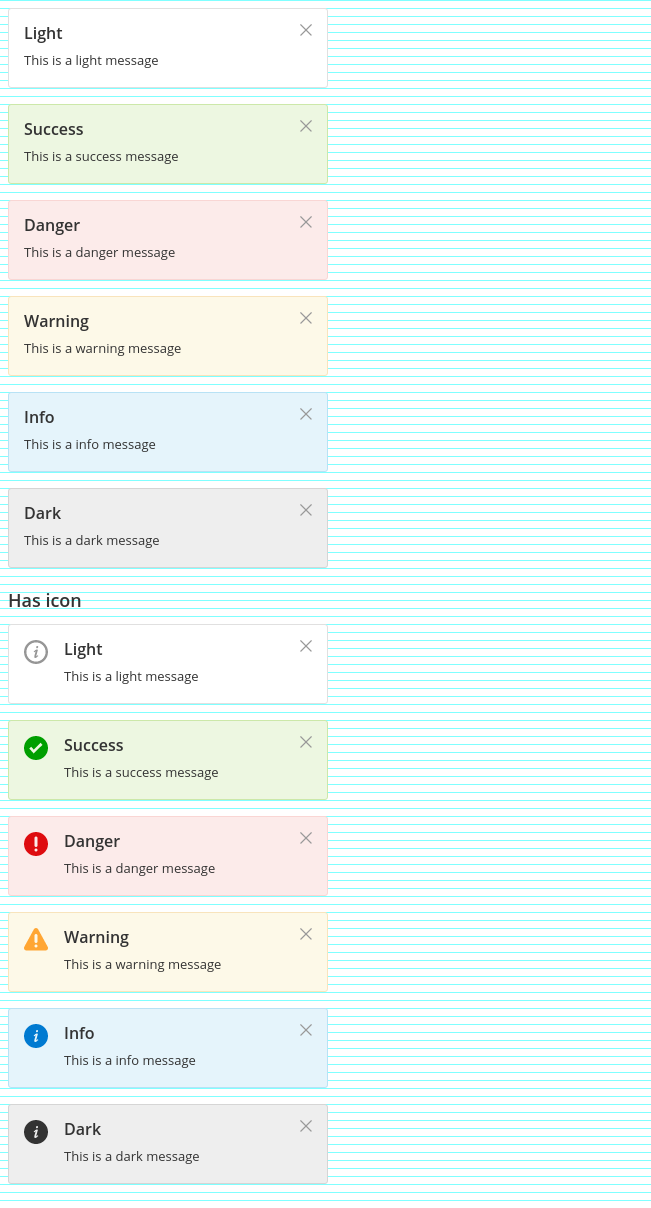 Light
This is a light message
Success
This is a success message
Danger
This is a danger message
Warning
This is a warning message
Info
This is a info message
Dark
This is a dark message
Has icon
Light
This is a light message
Success
This is a success message
Danger
This is a danger message
Warning
This is a warning message
Info
This is a info message
Dark
This is a dark message